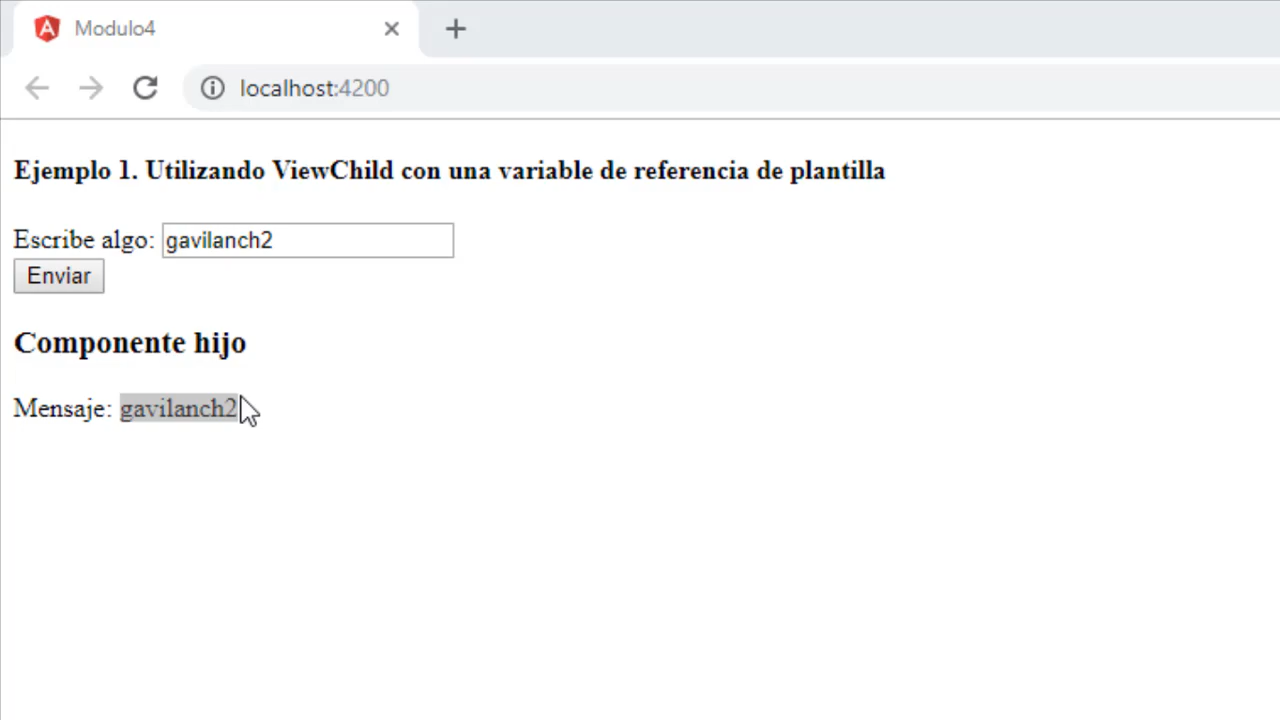 Modulo4
localhost:4200
Ejemplo 1. Utilizando ViewChild con una variable de referencia de plantilla
Escribe algo: gavilanch2
Enviar
Componente hijo
Mensaje: gavilanch2